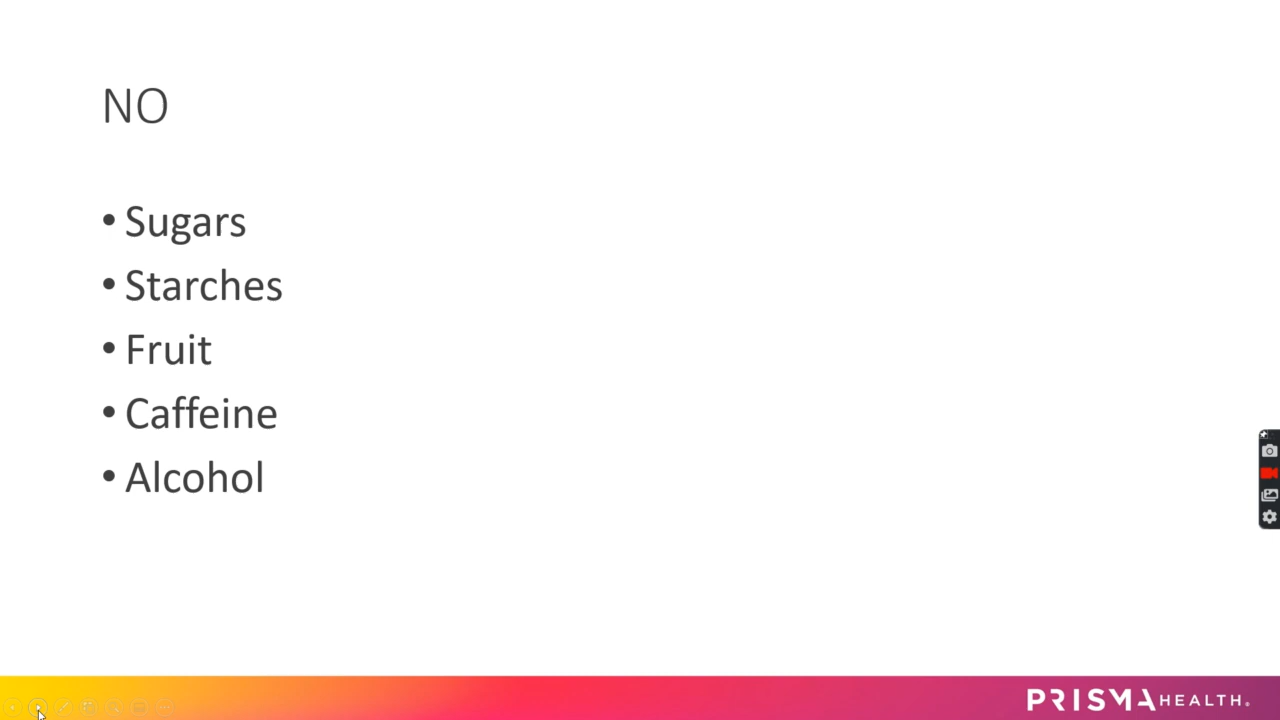 NO
• Sugars
• Starches
• Fruit
• Caffeine
• Alcohol
PRISMA HEALTH.